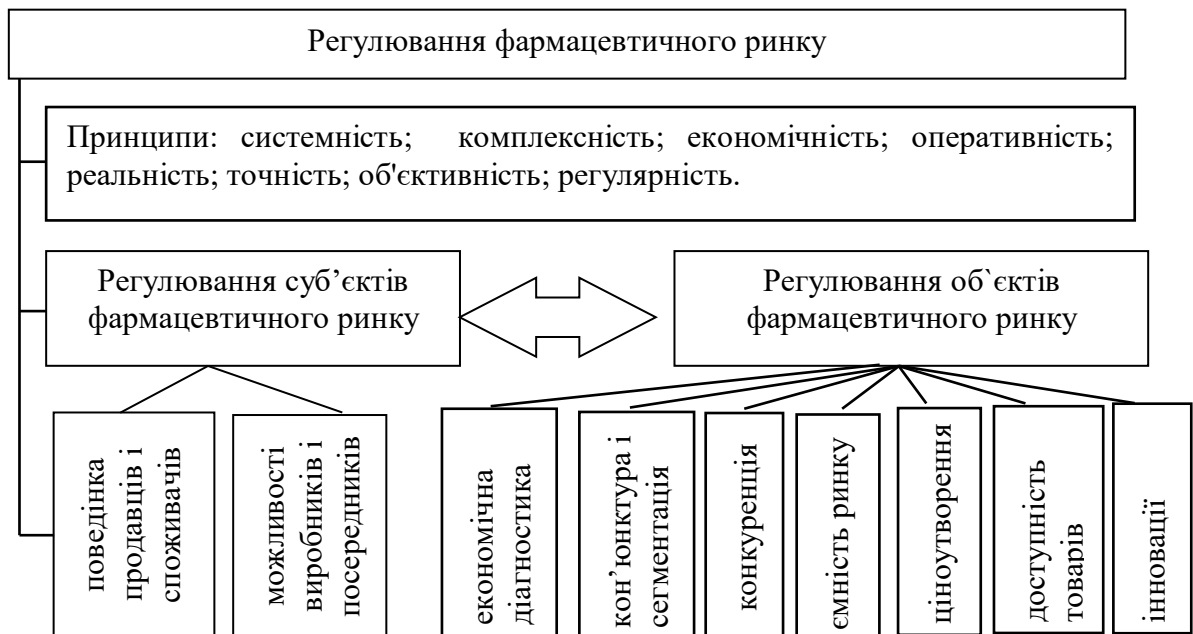 Регулювання фармацевтичного ринку
Принципи: системність; комплексність; економічність; оперативність;
реальність; точність; об'єктивність; регулярність.
Регулювання суб’єктів
фармацевтичного ринку
Регулювання об`єктів
фармацевтичного ринку
поведінка
продавців і
споживачів
можливості
виробників і
посередників
економічна
діагностика
кон’юнктура і
сегментація
конкуренція
ємність ринку
ціноутворення
доступність
товарів
інновації